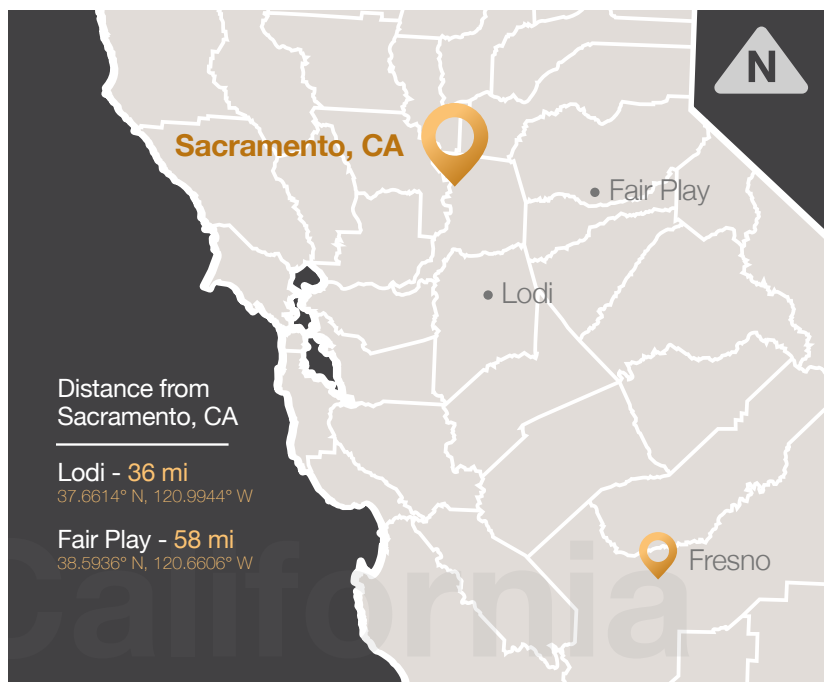 N
Sacramento, CA
Fair Play
Lodi
Distance from
Sacramento, CA
Lodi - 36 mi
37.6614° N, 120.9944° W
Fair Play - 58 mi
38.5936° N, 120.6606° W
Fresno
California